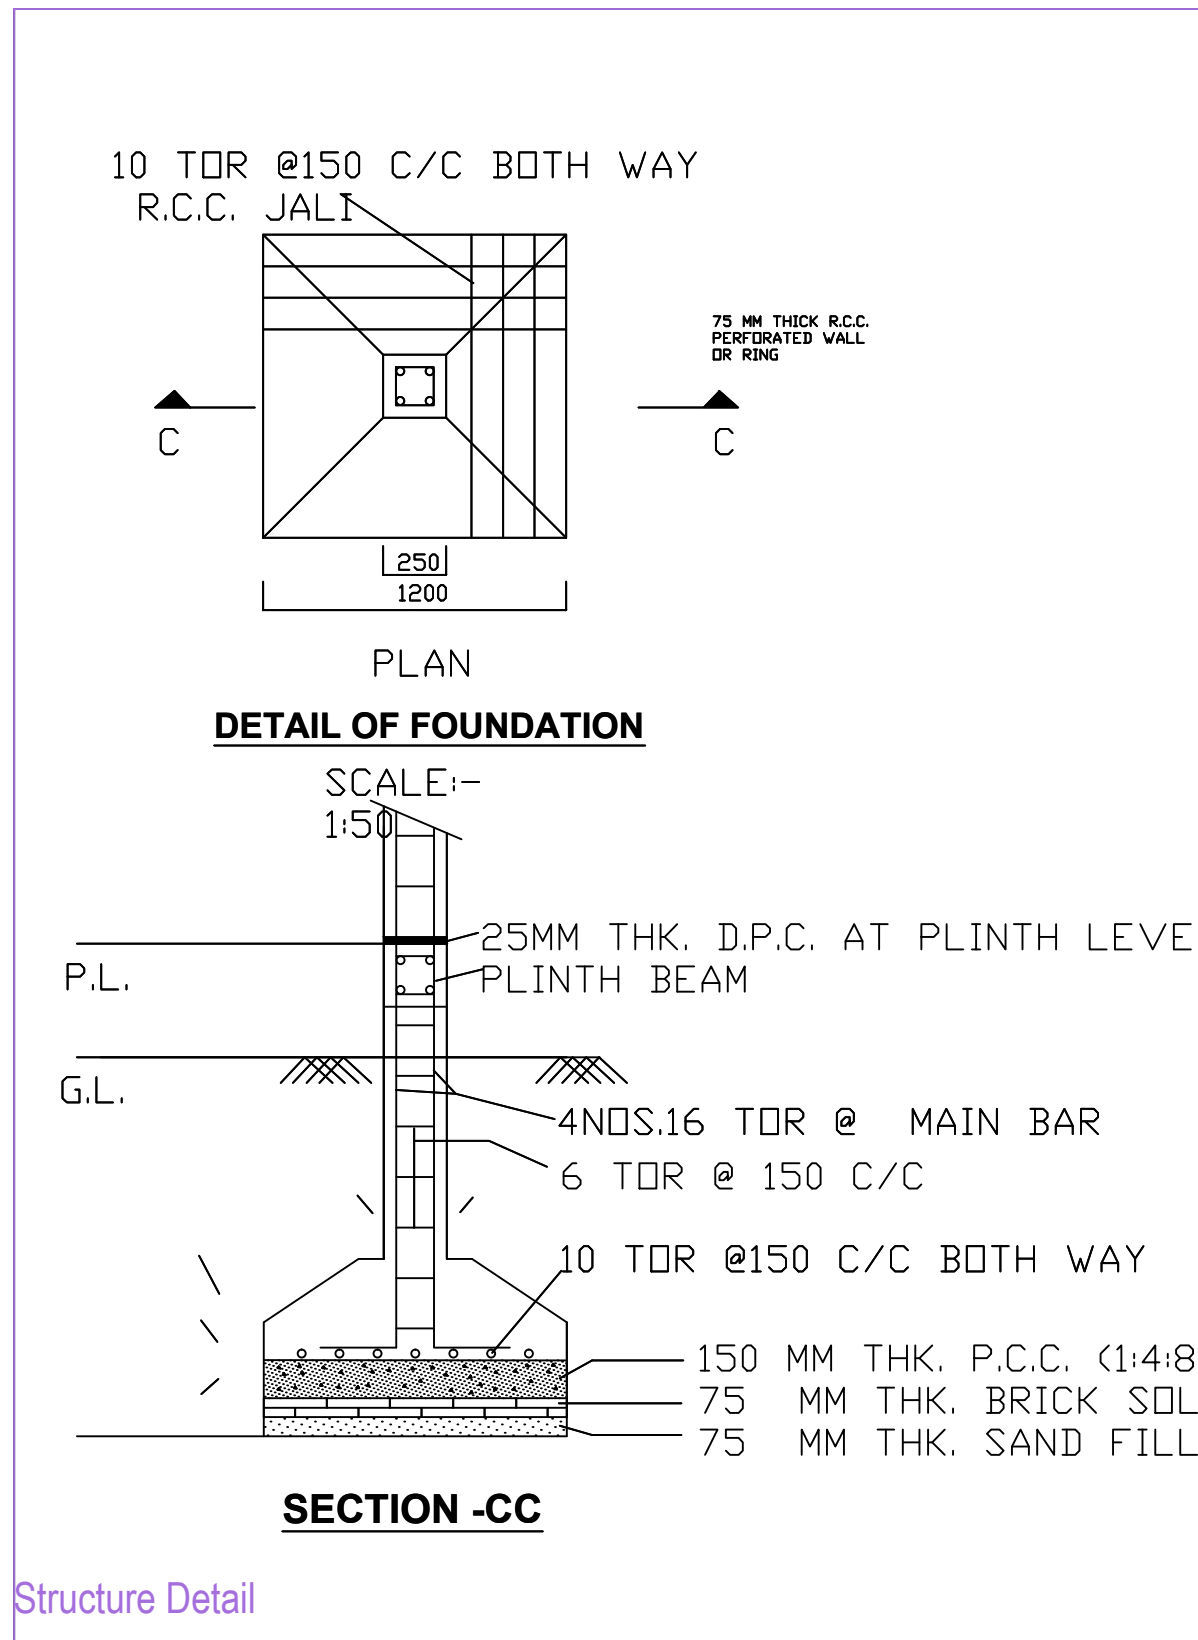 10 TOR @150 C/C BOTH WAY
R.C.C. JALI
75 MM THICK R.C.C.
PERFORATED WALL
OR RING
C
C
250
1200
PLAN
DETAIL OF FOUNDATION
SCALE:-
1:50
25MM THK. D.P.C. AT PLINTH LEVE
P.L.
PLINTH BEAM
G.L.
4NOS.16 TOR @ MAIN BAR
6 TOR @ 150 C/C
10 TOR @150 C/C BOTH WAY
150 MM THK. P.C.C. (1:4:8
75 MM THK. BRICK SOL
75 MM THK. SAND FILL
SECTION -CC
Structure Detail